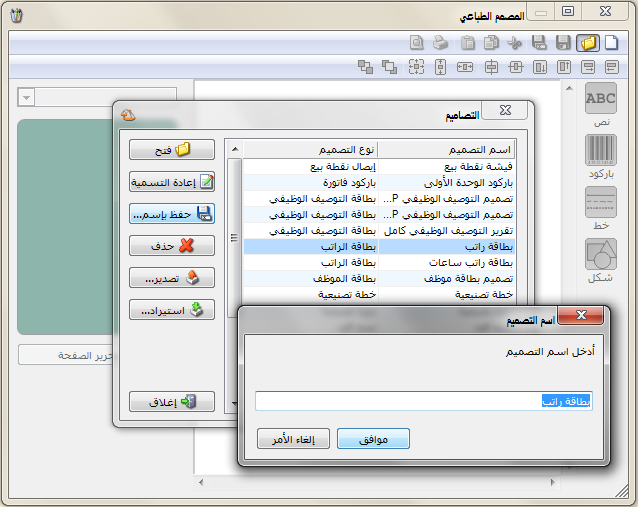 المصمم الطباعي
ABC
نص
باركود
خط
شكل
التصاميم
فتح
إعادة التسمية
حفظ بإسم...
حذف
تصدير...
استيراد...
إغلاق
اسم التصميم نوع التصميم
فيشة نقطة بيع إيصال نقطة بيع
باركود الوحدة الأولى باركود فاتورة
تصميم التوصيف الوظيفي P... بطاقة التوصيف الوظيفي
تصميم التوصيف الوظيفي P... بطاقة التوصيف الوظيفي
تقرير التوصيف الوظيفي كامل بطاقة التوصيف الوظيفي
بطاقة راتب بطاقة الراتب
بطاقة راتب ساعات بطاقة الراتب
تصميم بطاقة موظف بطاقة الموظف
خطة تصنيعية خطة تصنيعية
الصفحة
اسم التصميم
أدخل اسم التصميم
بطاقة راتب
موافق
إلغاء الأمر